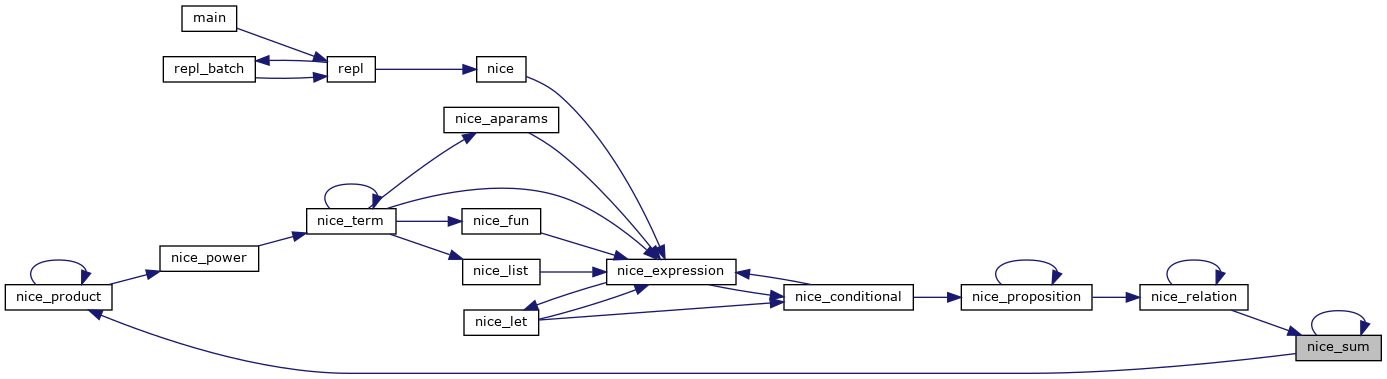 main
repl_batch
repl
nice
nice_aparams
nice_term
nice_fun
nice_power
nice_list
nice_expression
nice_product
nice_conditional
nice_proposition
nice_relation
nice_let
nice_sum